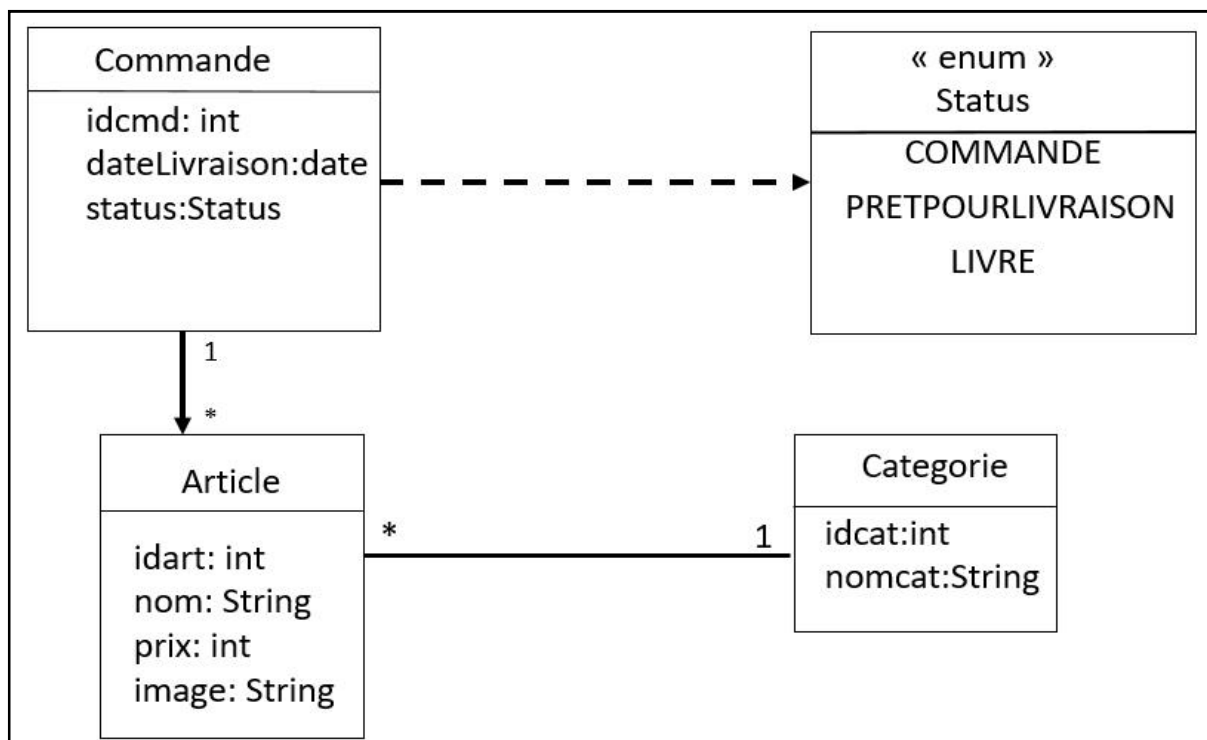 Commande
idcmd: int
dateLivraison:date
status:Status
« enum »
Status
COMMANDE
PRETPOURLIVRAISON
LIVRE
1
*
Article
idart: int
nom: String
prix: int
image: String
*
1
Categorie
idcat:int
nomcat:String